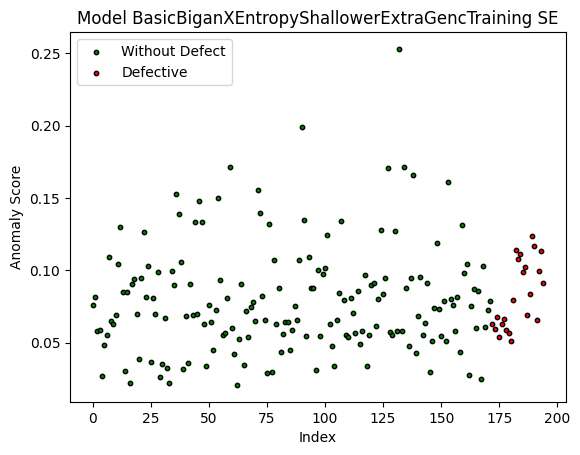 Model BasicBiganXEntropyShallowerExtraGencTraining SE
Without Defect
Defective
Anomaly Score
0.25
0.20
0.15
0.10
0.05
0 25 50 75 100 125 150 175 200
Index